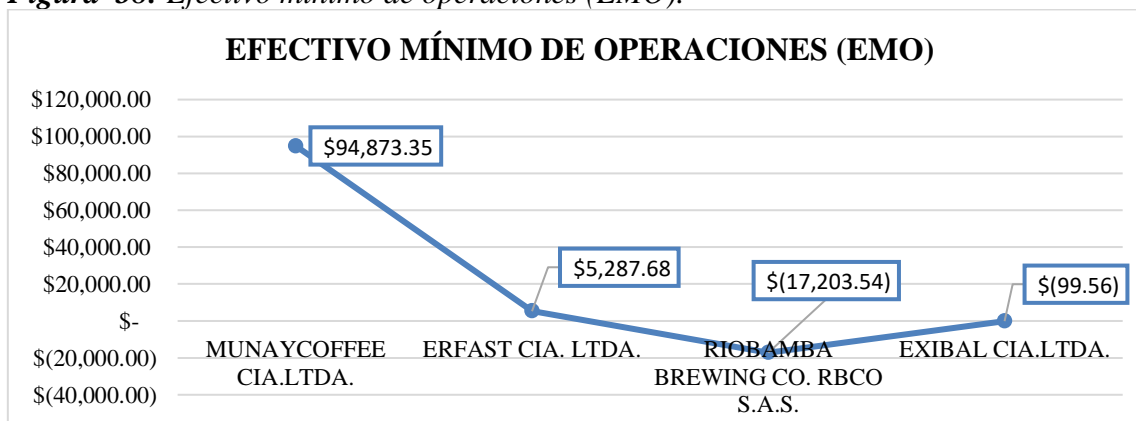 Figura 38. Efectivo mínimo de operaciones (EMO).
EFECTIVO MÍNIMO DE OPERACIONES (EMO)
$120,000.00
$100,000.00
$80,000.00
$60,000.00
$40,000.00
$20,000.00
$-
$(20,000.00)
$(40,000.00)
$94,873.35
$5,287.68
$(17,203.54)
$(99.56)
MUNAYCOFFEE
CIA.LTDA.
ERFAST CIA. LTDA.
RIOBAMBA
BREWING CO. RBCO
S.A.S.
EXIBAL CIA.LTDA.